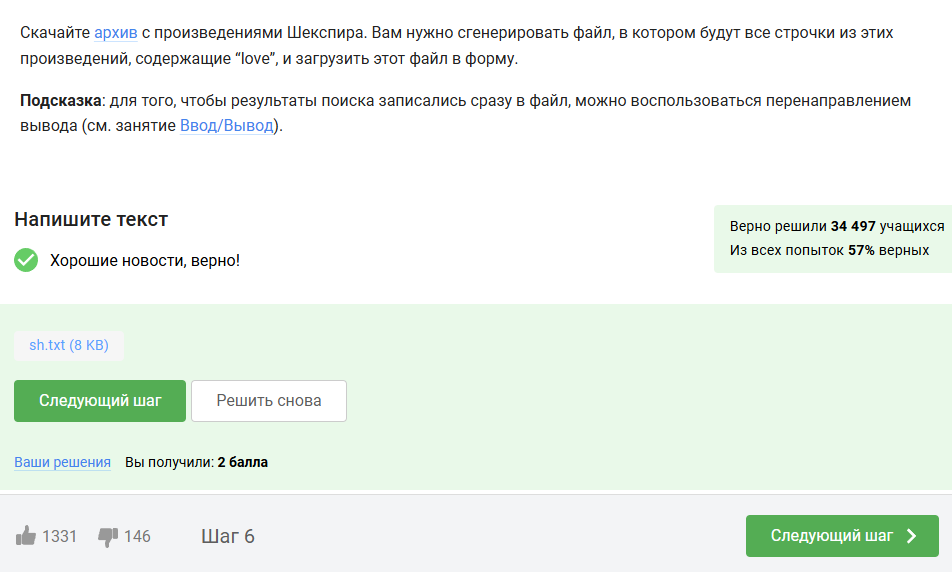 Скачайте архив с произведениями Шекспира. Вам нужно сгенерировать файл, в котором будут все строчки из этих
произведений, содержащие “love”, и загрузить этот файл в форму.
Подсказка: для того, чтобы результаты поиска записались сразу в файл, можно воспользоваться перенаправлением
вывода (см. занятие Ввод/Вывод).
Напишите текст
Верно решили 34 497 учащихся
Из всех попыток 57% верных
Хорошие новости, верно!
sh.txt (8 KB)
Следующий шаг
Решить снова
Ваши решения Вы получили: 2 балла
1331 146 Шаг 6 Следующий шаг